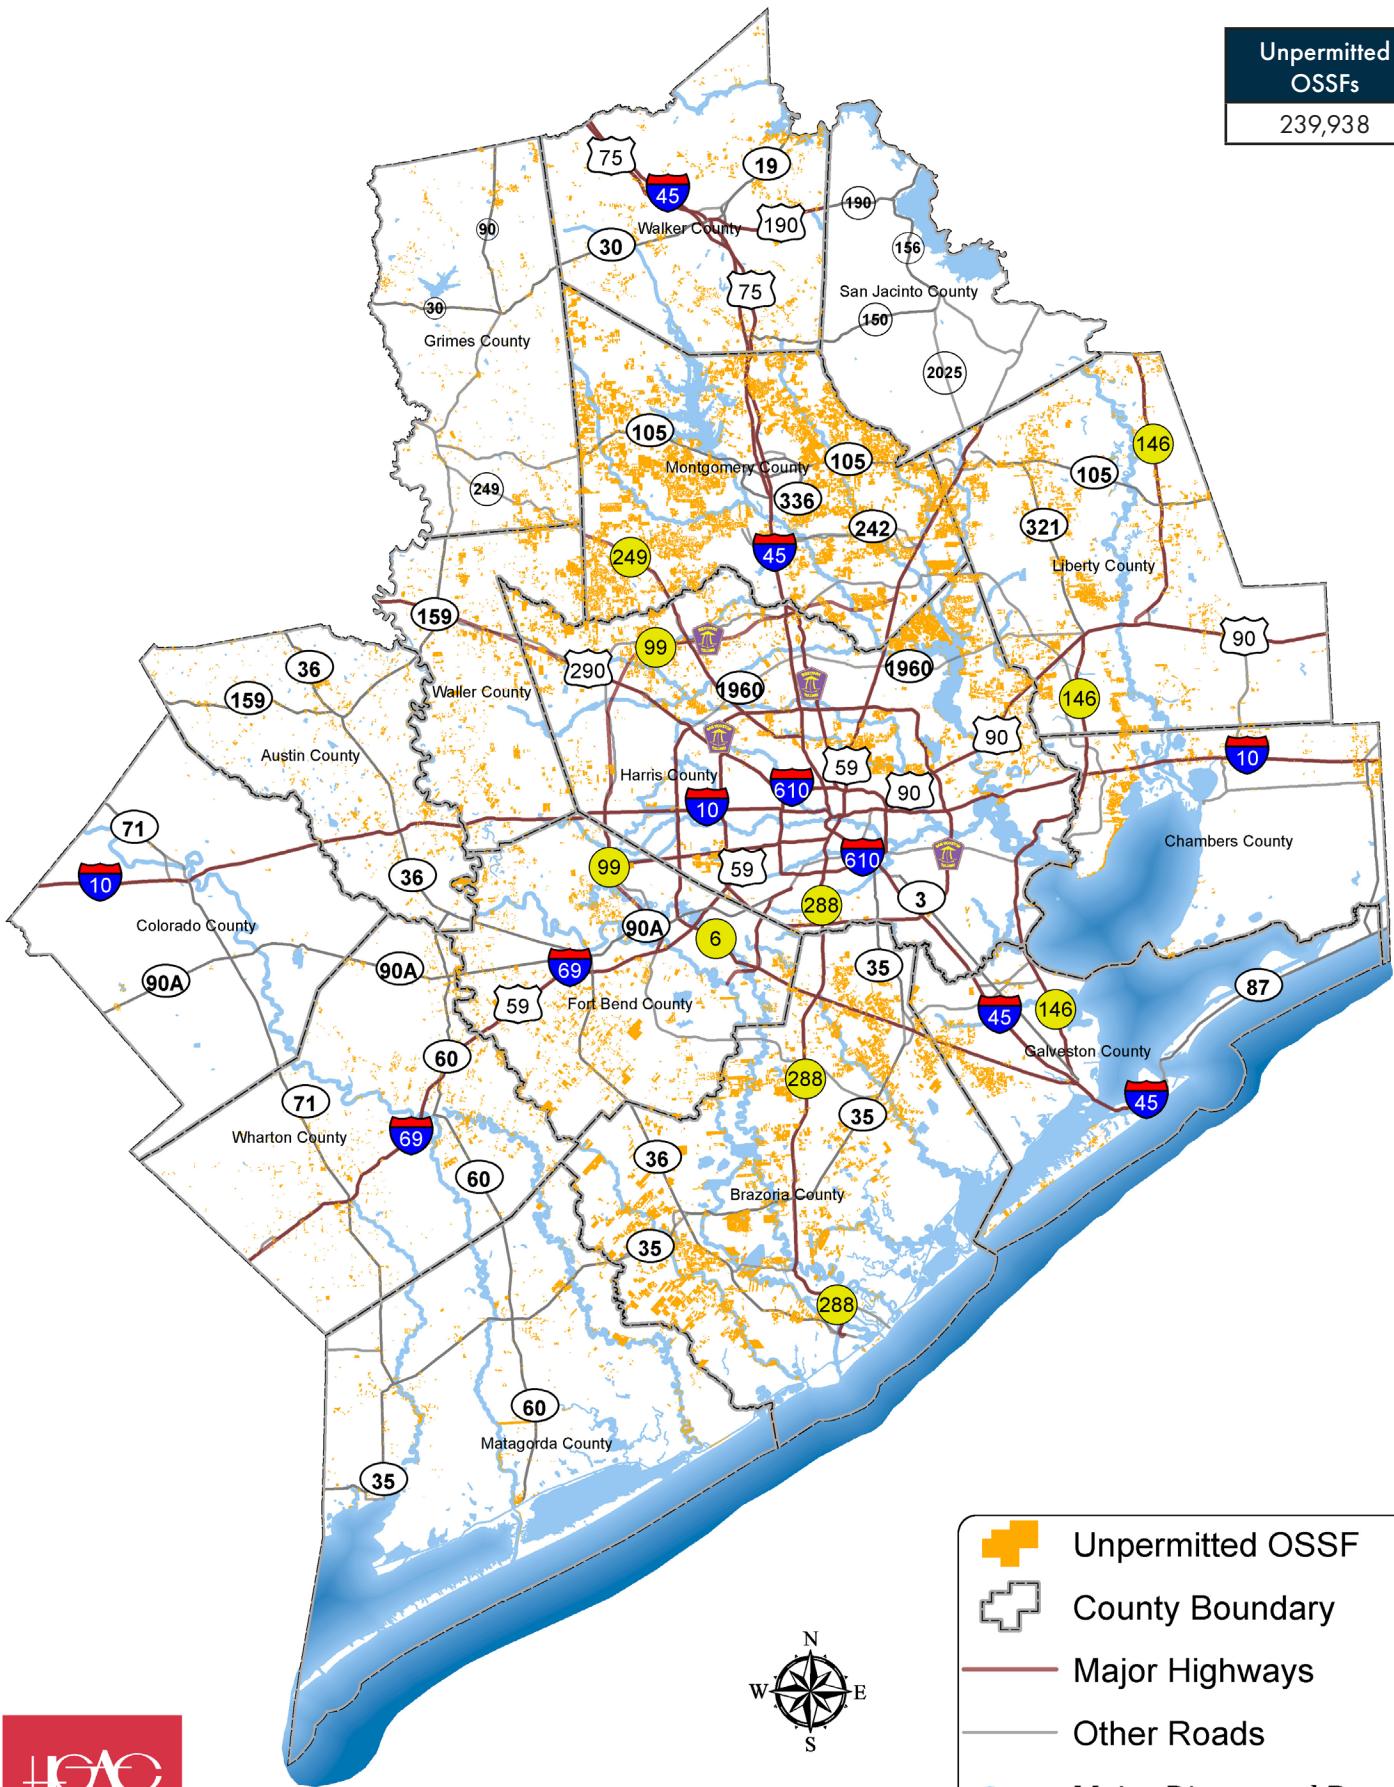 Unpermitted
OSSFs
239,938
75
19
45
190
190
90
Walker County
30
156
75
San Jacinto County
30
150
Grimes County
2025
105
146
105
Montgomery County
105
249
336
321
242
45
249
Liberty County
159
90
99
290
1960
1960
36
159
Waller County
146
90
Austin County
10
59
Harris County
610
90
10
71
Chambers County
610
59
99
36
10
3
288
Colorado County
90A
6
35
90A
69
90A
87
59
Fort Bend County
45
146
Galveston County
60
288
45
71
35
Wharton County
69
36
60
Brazoria County
35
288
60
Matagorda County
35
Unpermitted OSSF
County Boundary
Major Highways
Other Roads
N
W
E
S
HGAC